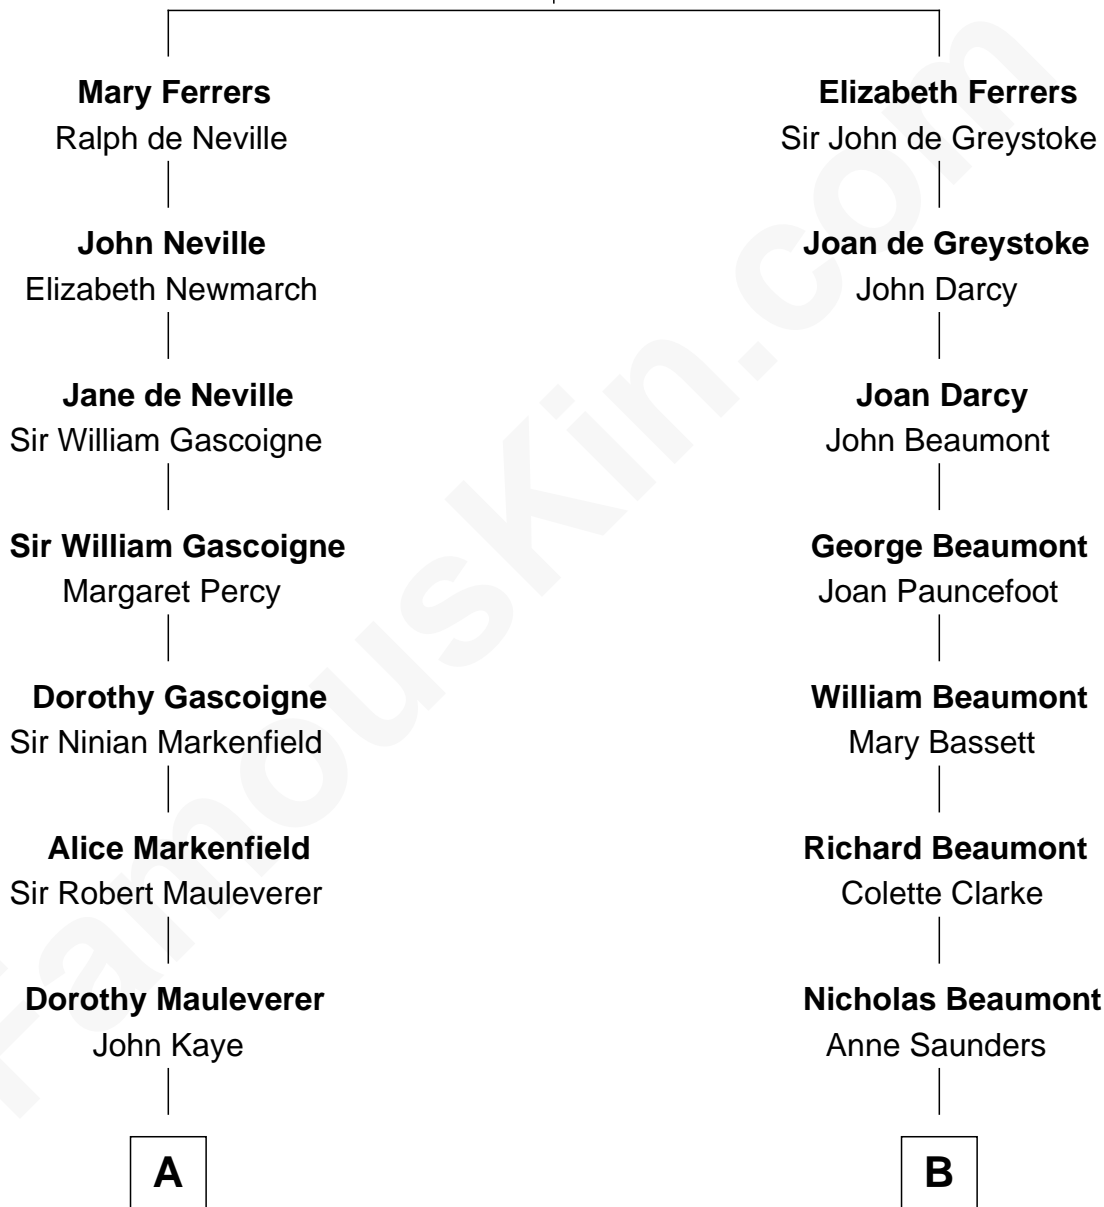 Mary Ferrers
Ralph de Neville
John Neville
Elizabeth Newmarch
Jane de Neville
Sir William Gascoigne
Sir William Gascoigne
Margaret Percy
Dorothy Gascoigne
Sir Ninian Markenfield
Alice Markenfield
Sir Robert Mauleverer
Dorothy Mauleverer
John Kaye
A
Elizabeth Ferrers
Sir John de Greystoke
Joan de Greystoke
John Darcy
Joan Darcy
John Beaumont
George Beaumont
Joan Pauncefoot
William Beaumont
Mary Bassett
Richard Beaumont
Colette Clarke
Nicholas Beaumont
Anne Saunders
B
FamousKin.com